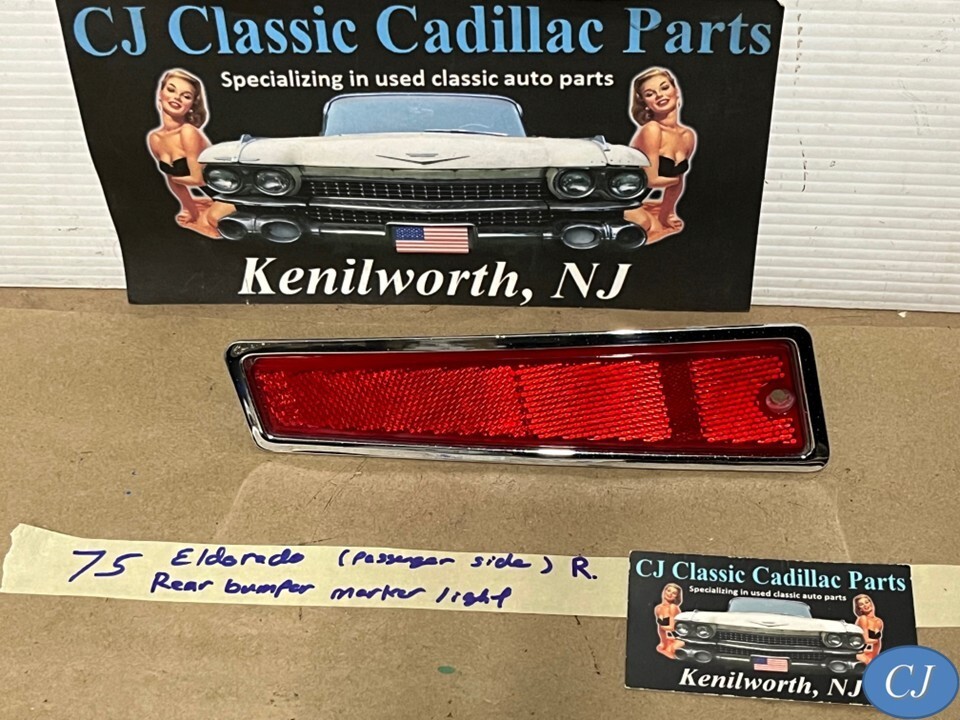 CJ Classic Cadillac Parts
Specializing in used classic auto parts
Kenilworth, NJ
75 Eldorado (Passenger side) R.
Rear bumper marker light
CJ Classic Cadillac Parts
Specializing in used classic auto parts
Kenilworth, NJ
CJ